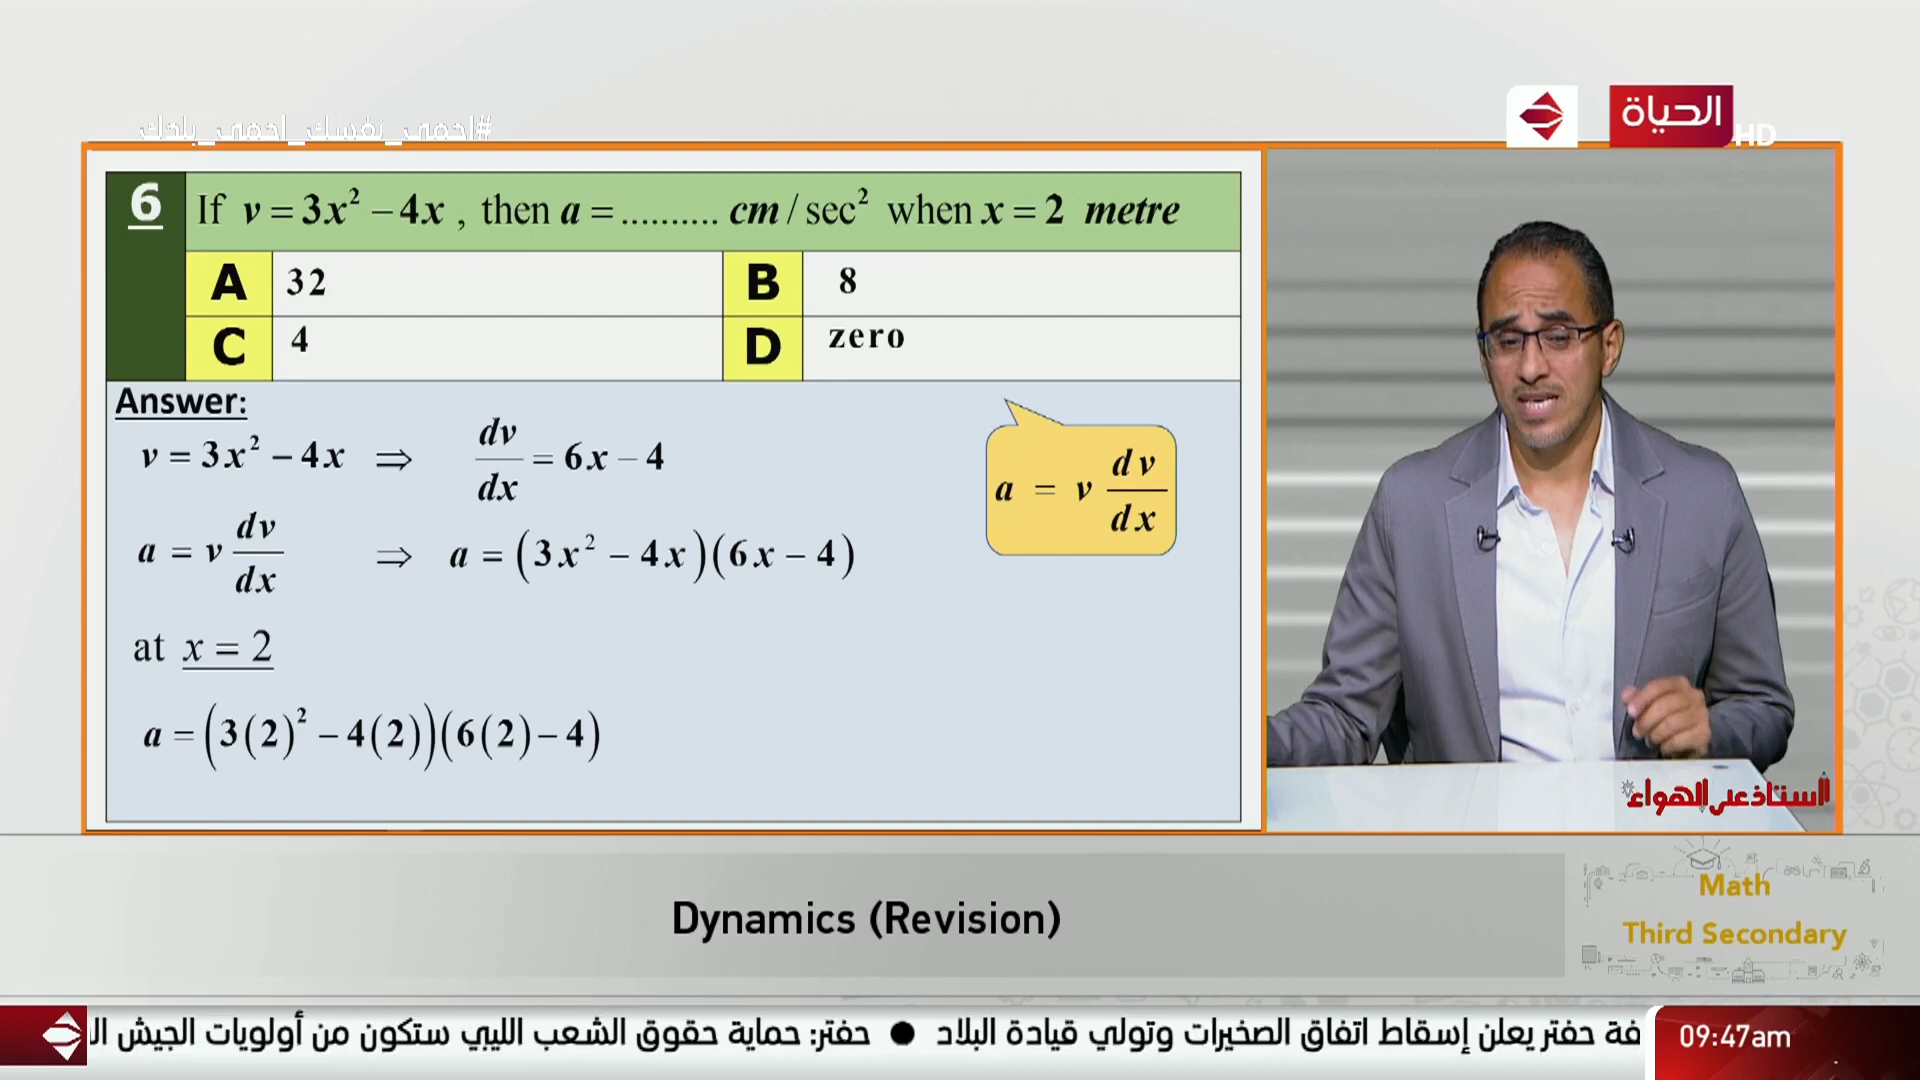 #احمي_نفسك_احمي_بلدك
الحياة
HD
6 If v = 3x² − 4x , then a = .......... cm / sec² when x = 2 metre
A 32 B 8
C 4 D zero
Answer:
v = 3x² − 4x ⇒ dv/dx = 6x − 4
a = v dv/dx
a = v dv/dx ⇒ a = (3x² − 4x)(6x − 4)
at x = 2
a = (3(2)² − 4(2))(6(2) − 4)
أستاذ على الهواء
Dynamics (Revision)
Math
Third Secondary
فة حفتر يعلن إسقاط اتفاق الصخيرات وتولي قيادة البلاد ● حفتر: حماية حقوق الشعب الليبي ستكون من أولويات الجيش ال
09:47am